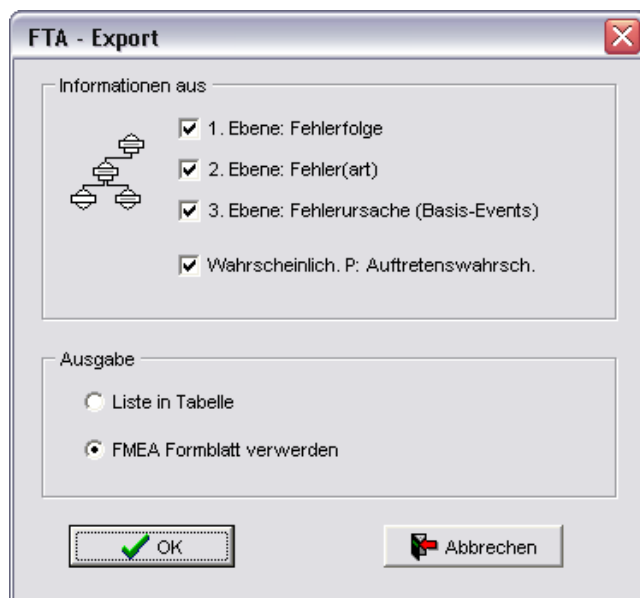 FTA - Export
Informationen aus
1. Ebene: Fehlerfolge
2. Ebene: Fehler(art)
3. Ebene: Fehlerursache (Basis-Events)
Wahrscheinlich. P: Auftretenswahrsch.
Ausgabe
Liste in Tabelle
FMEA Formblatt verwerden
OK
Abbrechen